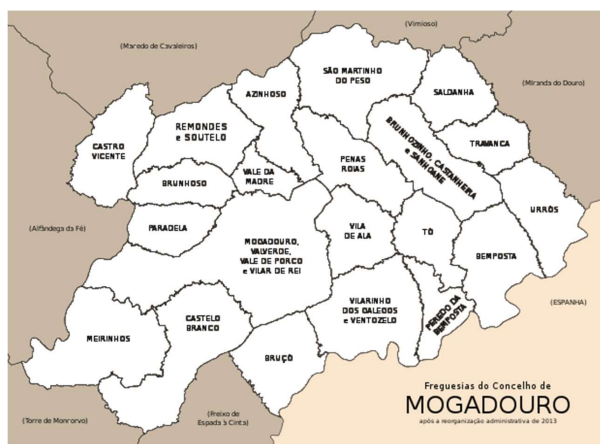 (Vimioso)
(Macedo de Cavaleiros)
SÃO MARTINHO
DO PESO
(Miranda do Douro)
AZINHOSO
SALDANHA
REMONDES
e SOUTELO
BRUNHOZINHO, CASTANHEIRA
e SANHOANE
TRAVANCA
CASTRO
VICENTE
PENAS
ROIAS
VALE DA
MADRE
BRUNHOSO
URRÓS
(Alfândega da Fé)
PARADELA
VILA
DE ALA
TÓ
MOGADOURO,
VALVERDE,
VALE DE PORCO
e VILAR DE REI
BEMPOSTA
(ESPANHA)
VILARINHO
DOS GALEGOS
e VENTOZELO
PEREDO DA
BEMPOSTA
CASTELO
BRANCO
MEIRINHOS
BRUÇÓ
Freguesias do Concelho de
MOGADOURO
após a reorganização administrativa de 2013
(Torre de Moncorvo)
(Freixo de
Espada à Cinta)